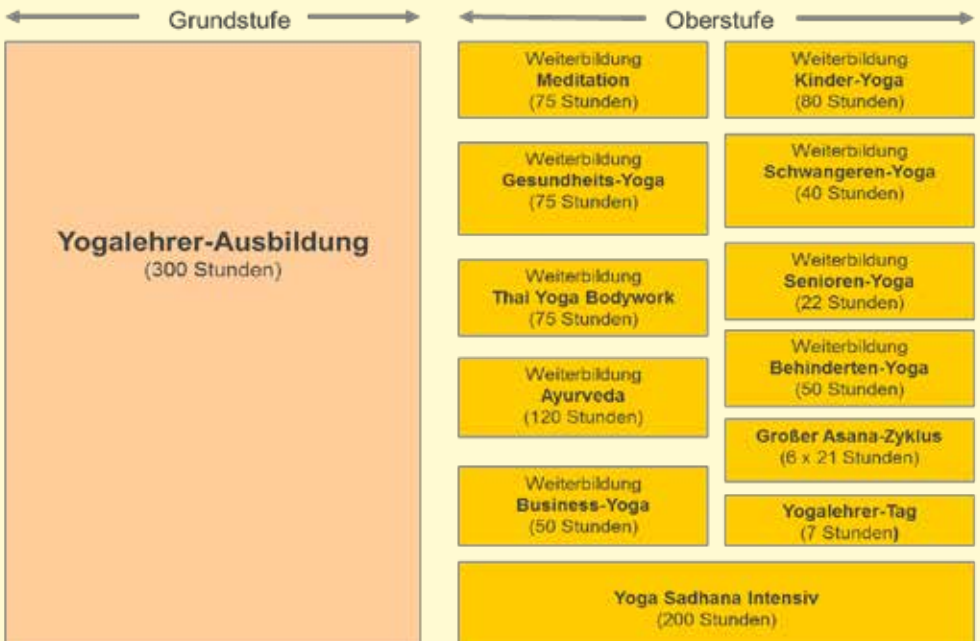 Grundstufe
Yogalehrer-Ausbildung
(300 Stunden)
Oberstufe
Weiterbildung
Meditation
(75 Stunden)
Weiterbildung
Kinder-Yoga
(80 Stunden)
Weiterbildung
Gesundheits-Yoga
(75 Stunden)
Weiterbildung
Schwangeren-Yoga
(40 Stunden)
Weiterbildung
Thai Yoga Bodywork
(75 Stunden)
Weiterbildung
Senioren-Yoga
(22 Stunden)
Weiterbildung
Ayurveda
(120 Stunden)
Weiterbildung
Behinderten-Yoga
(50 Stunden)
Großer Asana-Zyklus
(6 x 21 Stunden)
Weiterbildung
Business-Yoga
(50 Stunden)
Yogalehrer-Tag
(7 Stunden)
Yoga Sadhana Intensiv
(200 Stunden)